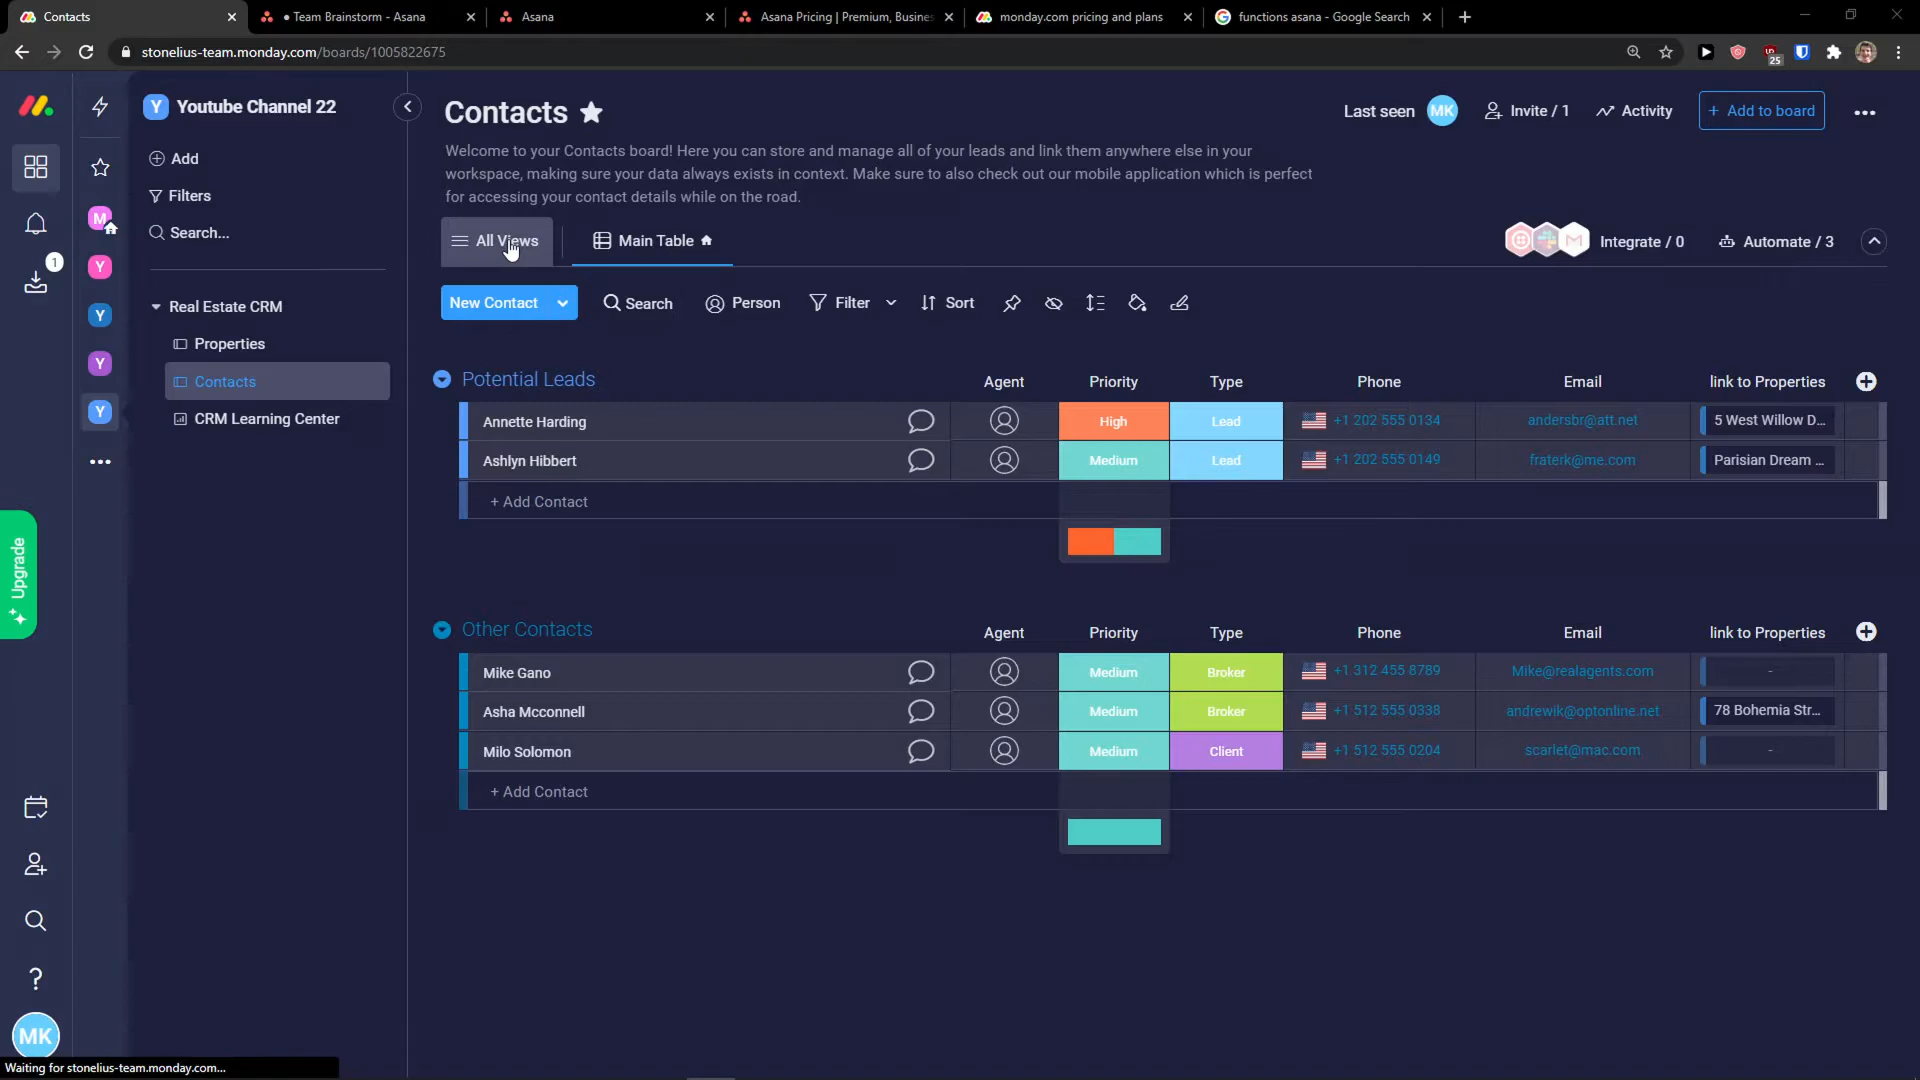 Contacts
• Team Brainstorm - Asana
Asana
Asana Pricing | Premium, Busines
monday.com pricing and plans
functions asana - Google Search
stonelius-team.monday.com/boards/1005822675
25
Y Youtube Channel 22
Add
Filters
Search...
Real Estate CRM
Properties
Contacts
CRM Learning Center
M
Y
Y
Y
Y
1
Upgrade
?
MK
Waiting for stonelius-team.monday.com...
Contacts
Last seen MK Invite / 1 Activity + Add to board
Welcome to your Contacts board! Here you can store and manage all of your leads and link them anywhere else in your
workspace, making sure your data always exists in context. Make sure to also check out our mobile application which is perfect
for accessing your contact details while on the road.
All Views Main Table Integrate / 0 Automate / 3
New Contact Search Person Filter Sort
Potential Leads Agent Priority Type Phone Email link to Properties
Annette Harding High Lead +1 202 555 0134 andersbr@att.net 5 West Willow D...
Ashlyn Hibbert Medium Lead +1 202 555 0149 fraterk@me.com Parisian Dream ...
+ Add Contact
Other Contacts Agent Priority Type Phone Email link to Properties
Mike Gano Medium Broker +1 312 455 8789 Mike@realagents.com -
Asha Mcconnell Medium Broker +1 512 555 0338 andrewik@optonline.net 78 Bohemia Str...
Milo Solomon Medium Client +1 512 555 0204 scarlet@mac.com -
+ Add Contact